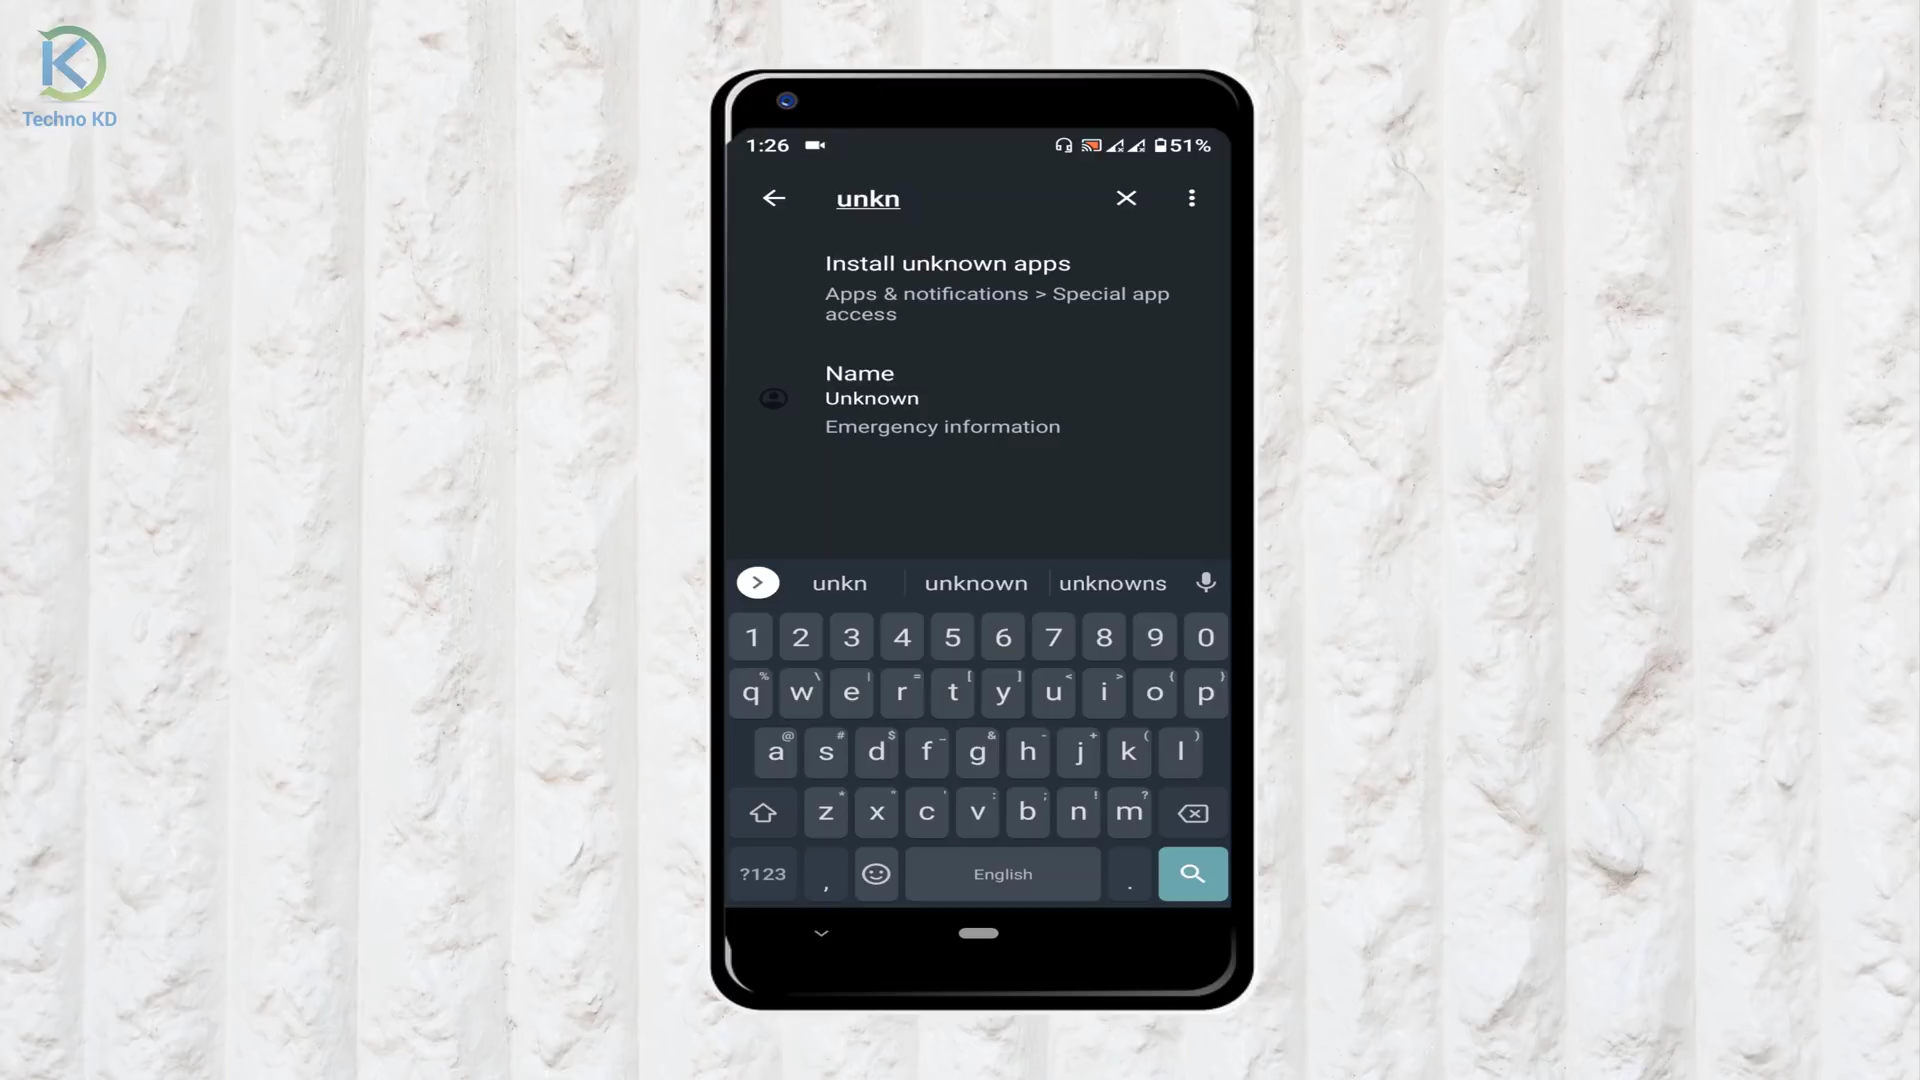 Techno KD
1:26 51%
unkn
Install unknown apps
Apps & notifications > Special app
access
Name
Unknown
Emergency information
unkn unknown unknowns
1 2 3 4 5 6 7 8 9 0
% \ | = [ ] < > { }
q w e r t y u i o p
@ # $ _ & - + ( )
a s d f g h j k l
* " ' : ; ! ?
z x c v b n m
?123 , English .